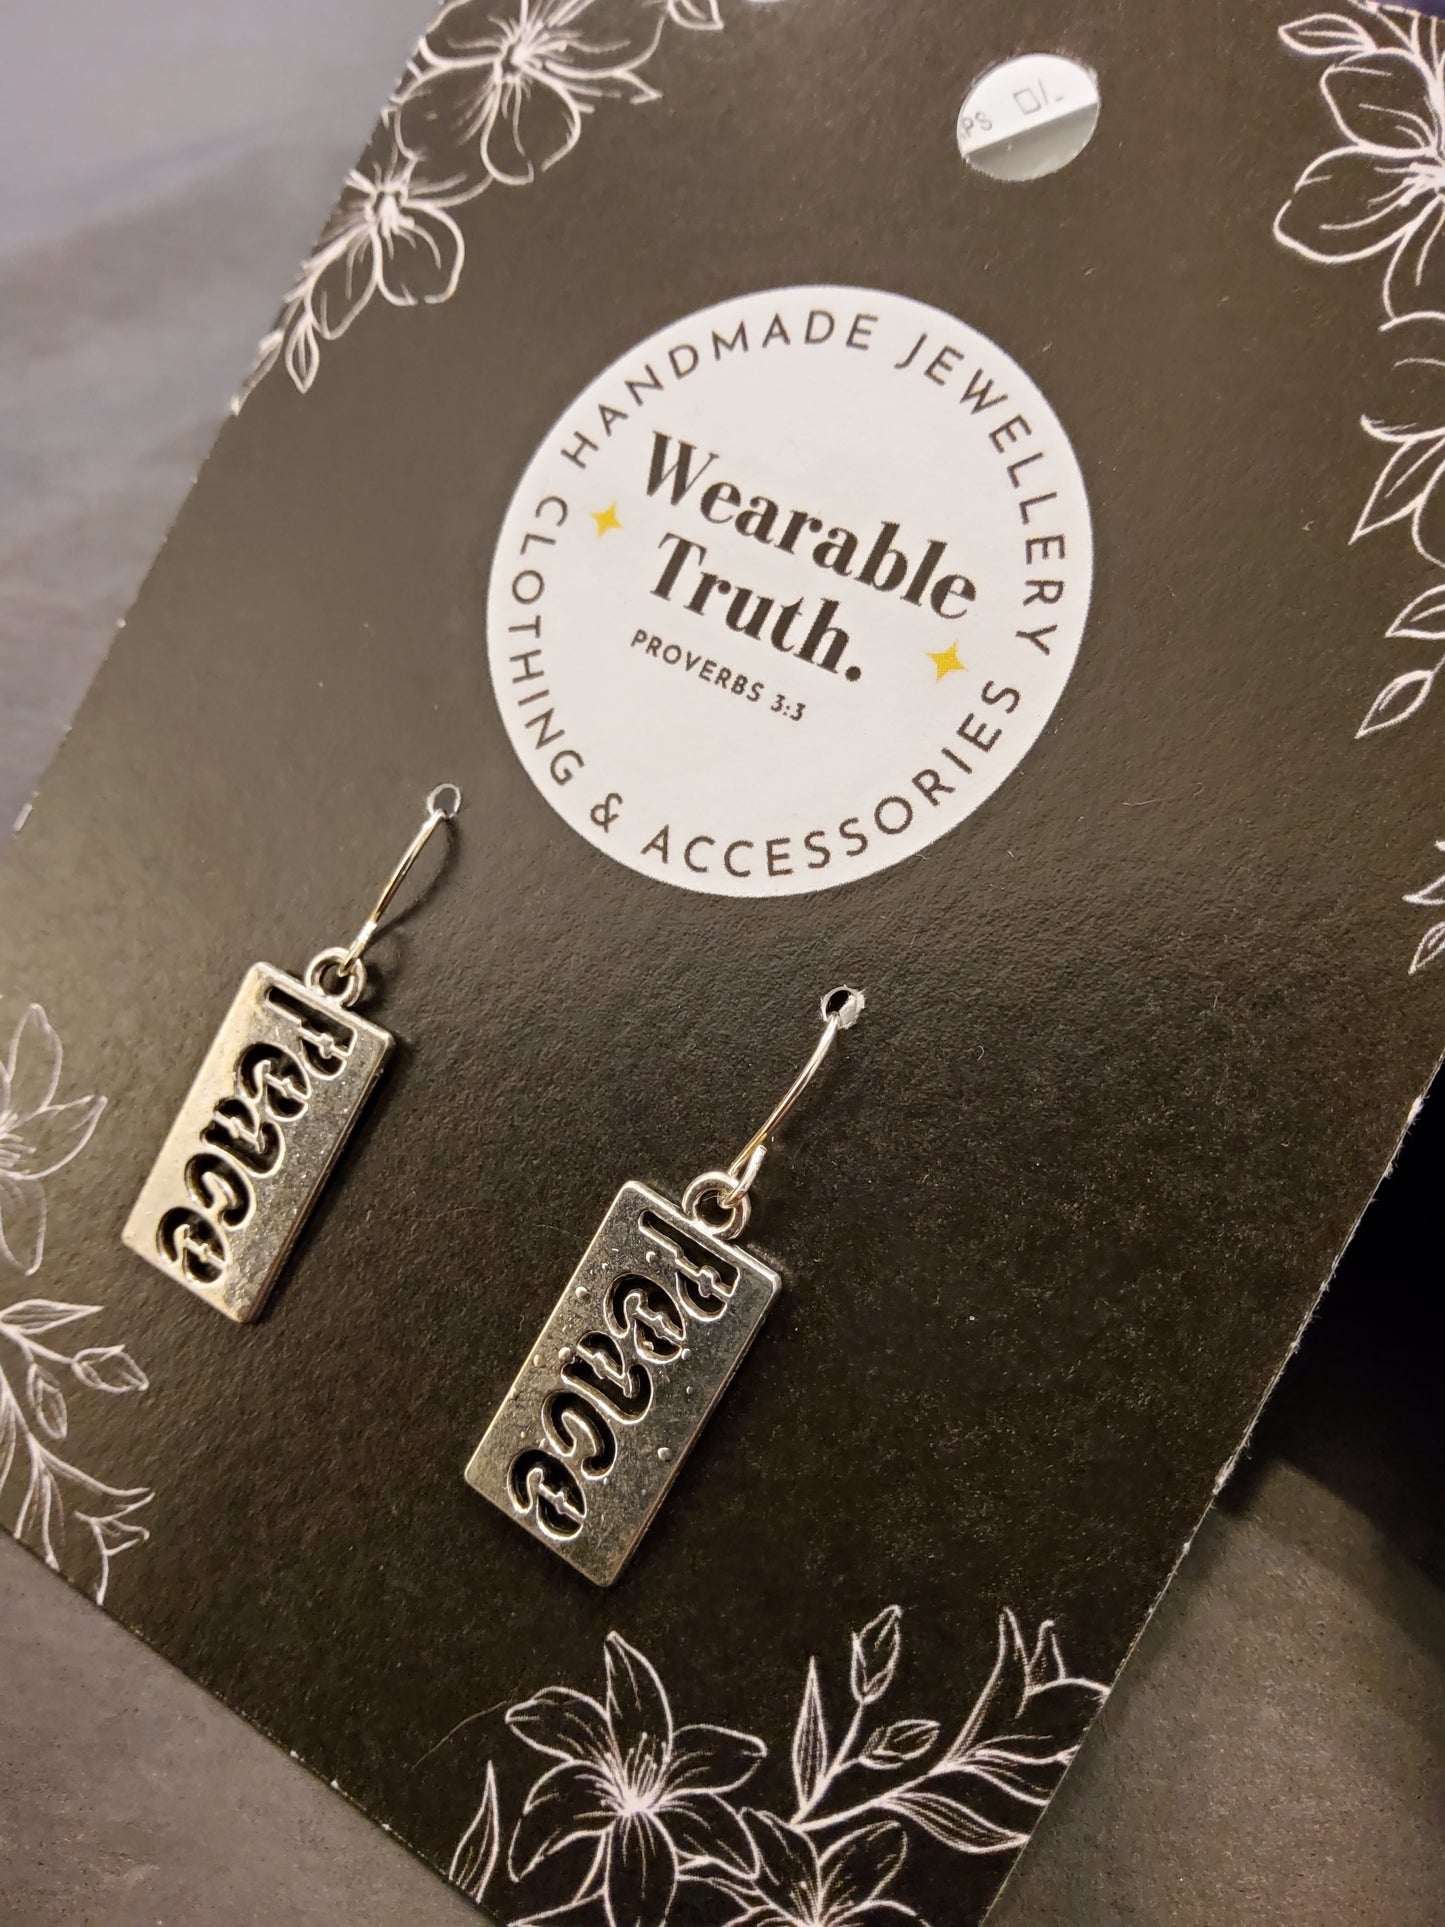 HANDMADE JEWELLERY
Wearable
Truth.
PROVERBS 3:3
CLOTHING & ACCESSORIES
Peace
Peace